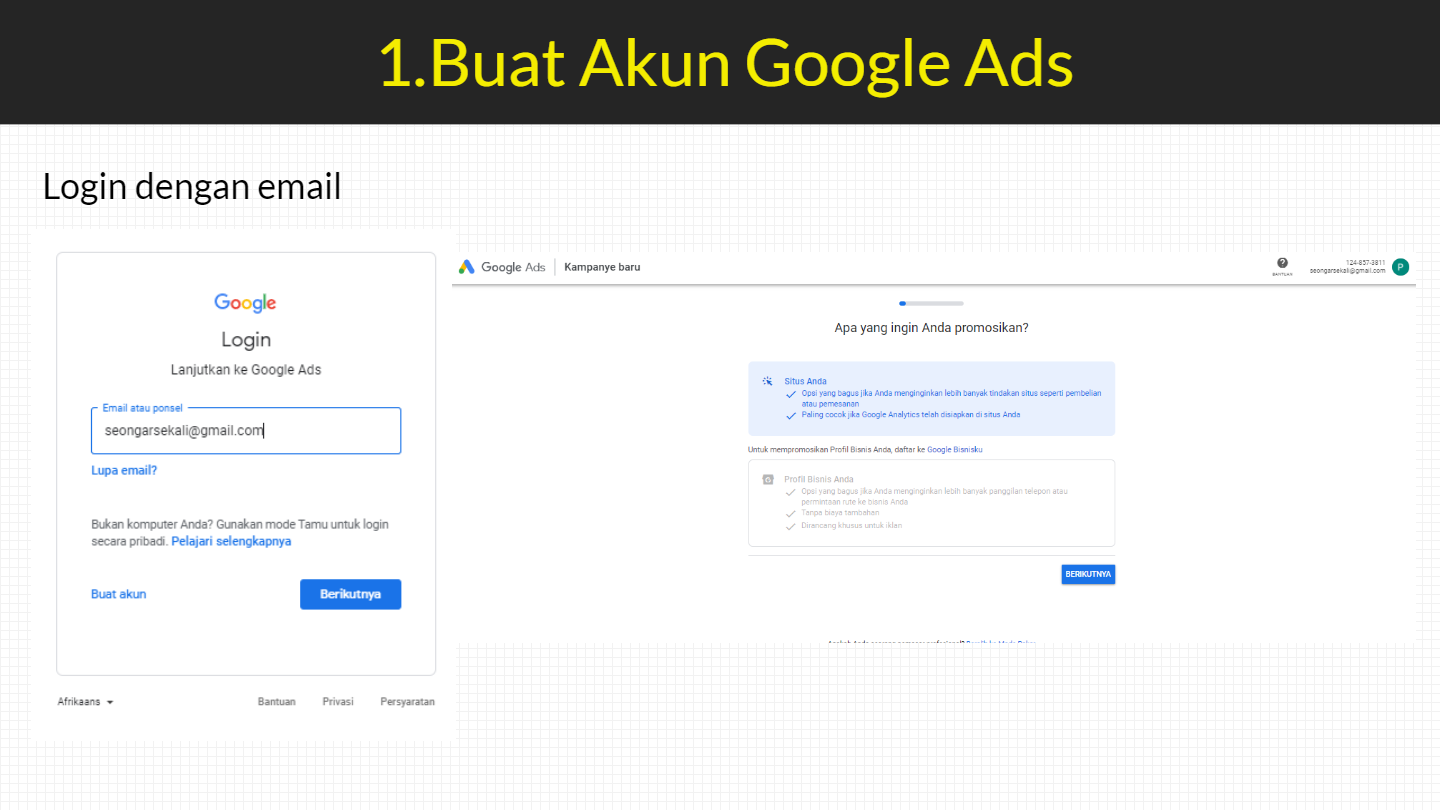 1.Buat Akun Google Ads
Login dengan email
Google
Login
Lanjutkan ke Google Ads
Email atau ponsel
seongarsekali@gmail.com
Lupa email?
Bukan komputer Anda? Gunakan mode Tamu untuk login
secara pribadi. Pelajari selengkapnya
Buat akun
Berikutnya
Afrikaans
Bantuan
Privasi
Persyaratan
Google Ads
Kampanye baru
BANTUAN
124-857-3811
seongarsekali@gmail.com
P
Apa yang ingin Anda promosikan?
Situs Anda
Opsi yang bagus jika Anda menginginkan lebih banyak tindakan situs seperti pembelian
atau pemesanan
Paling cocok jika Google Analytics telah disiapkan di situs Anda
Untuk mempromosikan Profil Bisnis Anda, daftar ke Google Bisnisku
Profil Bisnis Anda
Opsi yang bagus jika Anda menginginkan lebih banyak panggilan telepon atau
permintaan rute ke bisnis Anda
Tanpa biaya tambahan
Dirancang khusus untuk iklan
BERIKUTNYA